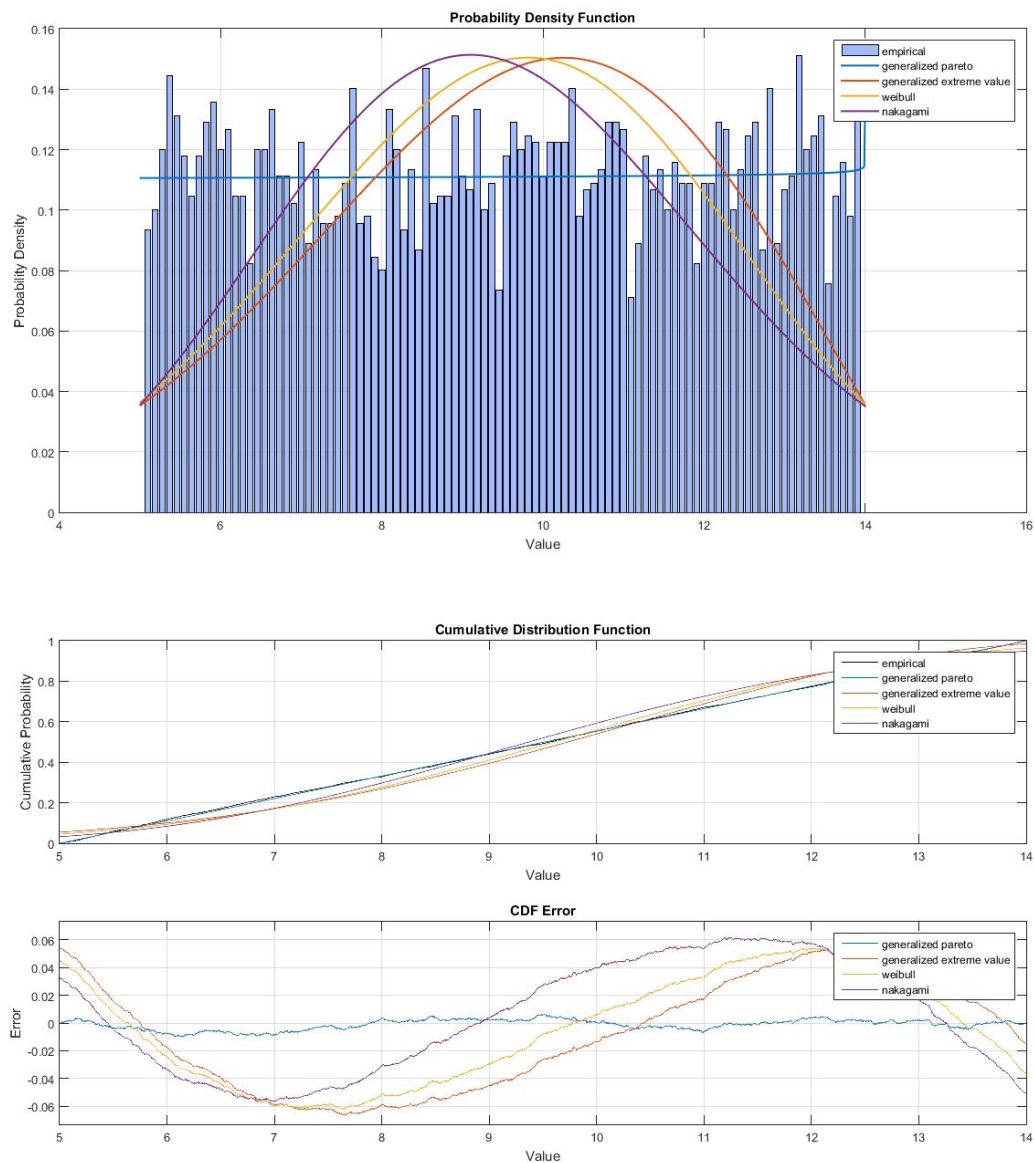 Probability Density Function
0.16
0.14
0.12
0.1
0.08
0.06
0.04
0.02
0
Probability Density
empirical
generalized pareto
generalized extreme value
weibull
nakagami
4 6 8 10 12 14 16
Value
Cumulative Distribution Function
1
0.8
0.6
0.4
0.2
0
Cumulative Probability
empirical
generalized pareto
generalized extreme value
weibull
nakagami
5 6 7 8 9 10 11 12 13 14
Value
CDF Error
0.06
0.04
0.02
0
-0.02
-0.04
-0.06
Error
generalized pareto
generalized extreme value
weibull
nakagami
5 6 7 8 9 10 11 12 13 14
Value